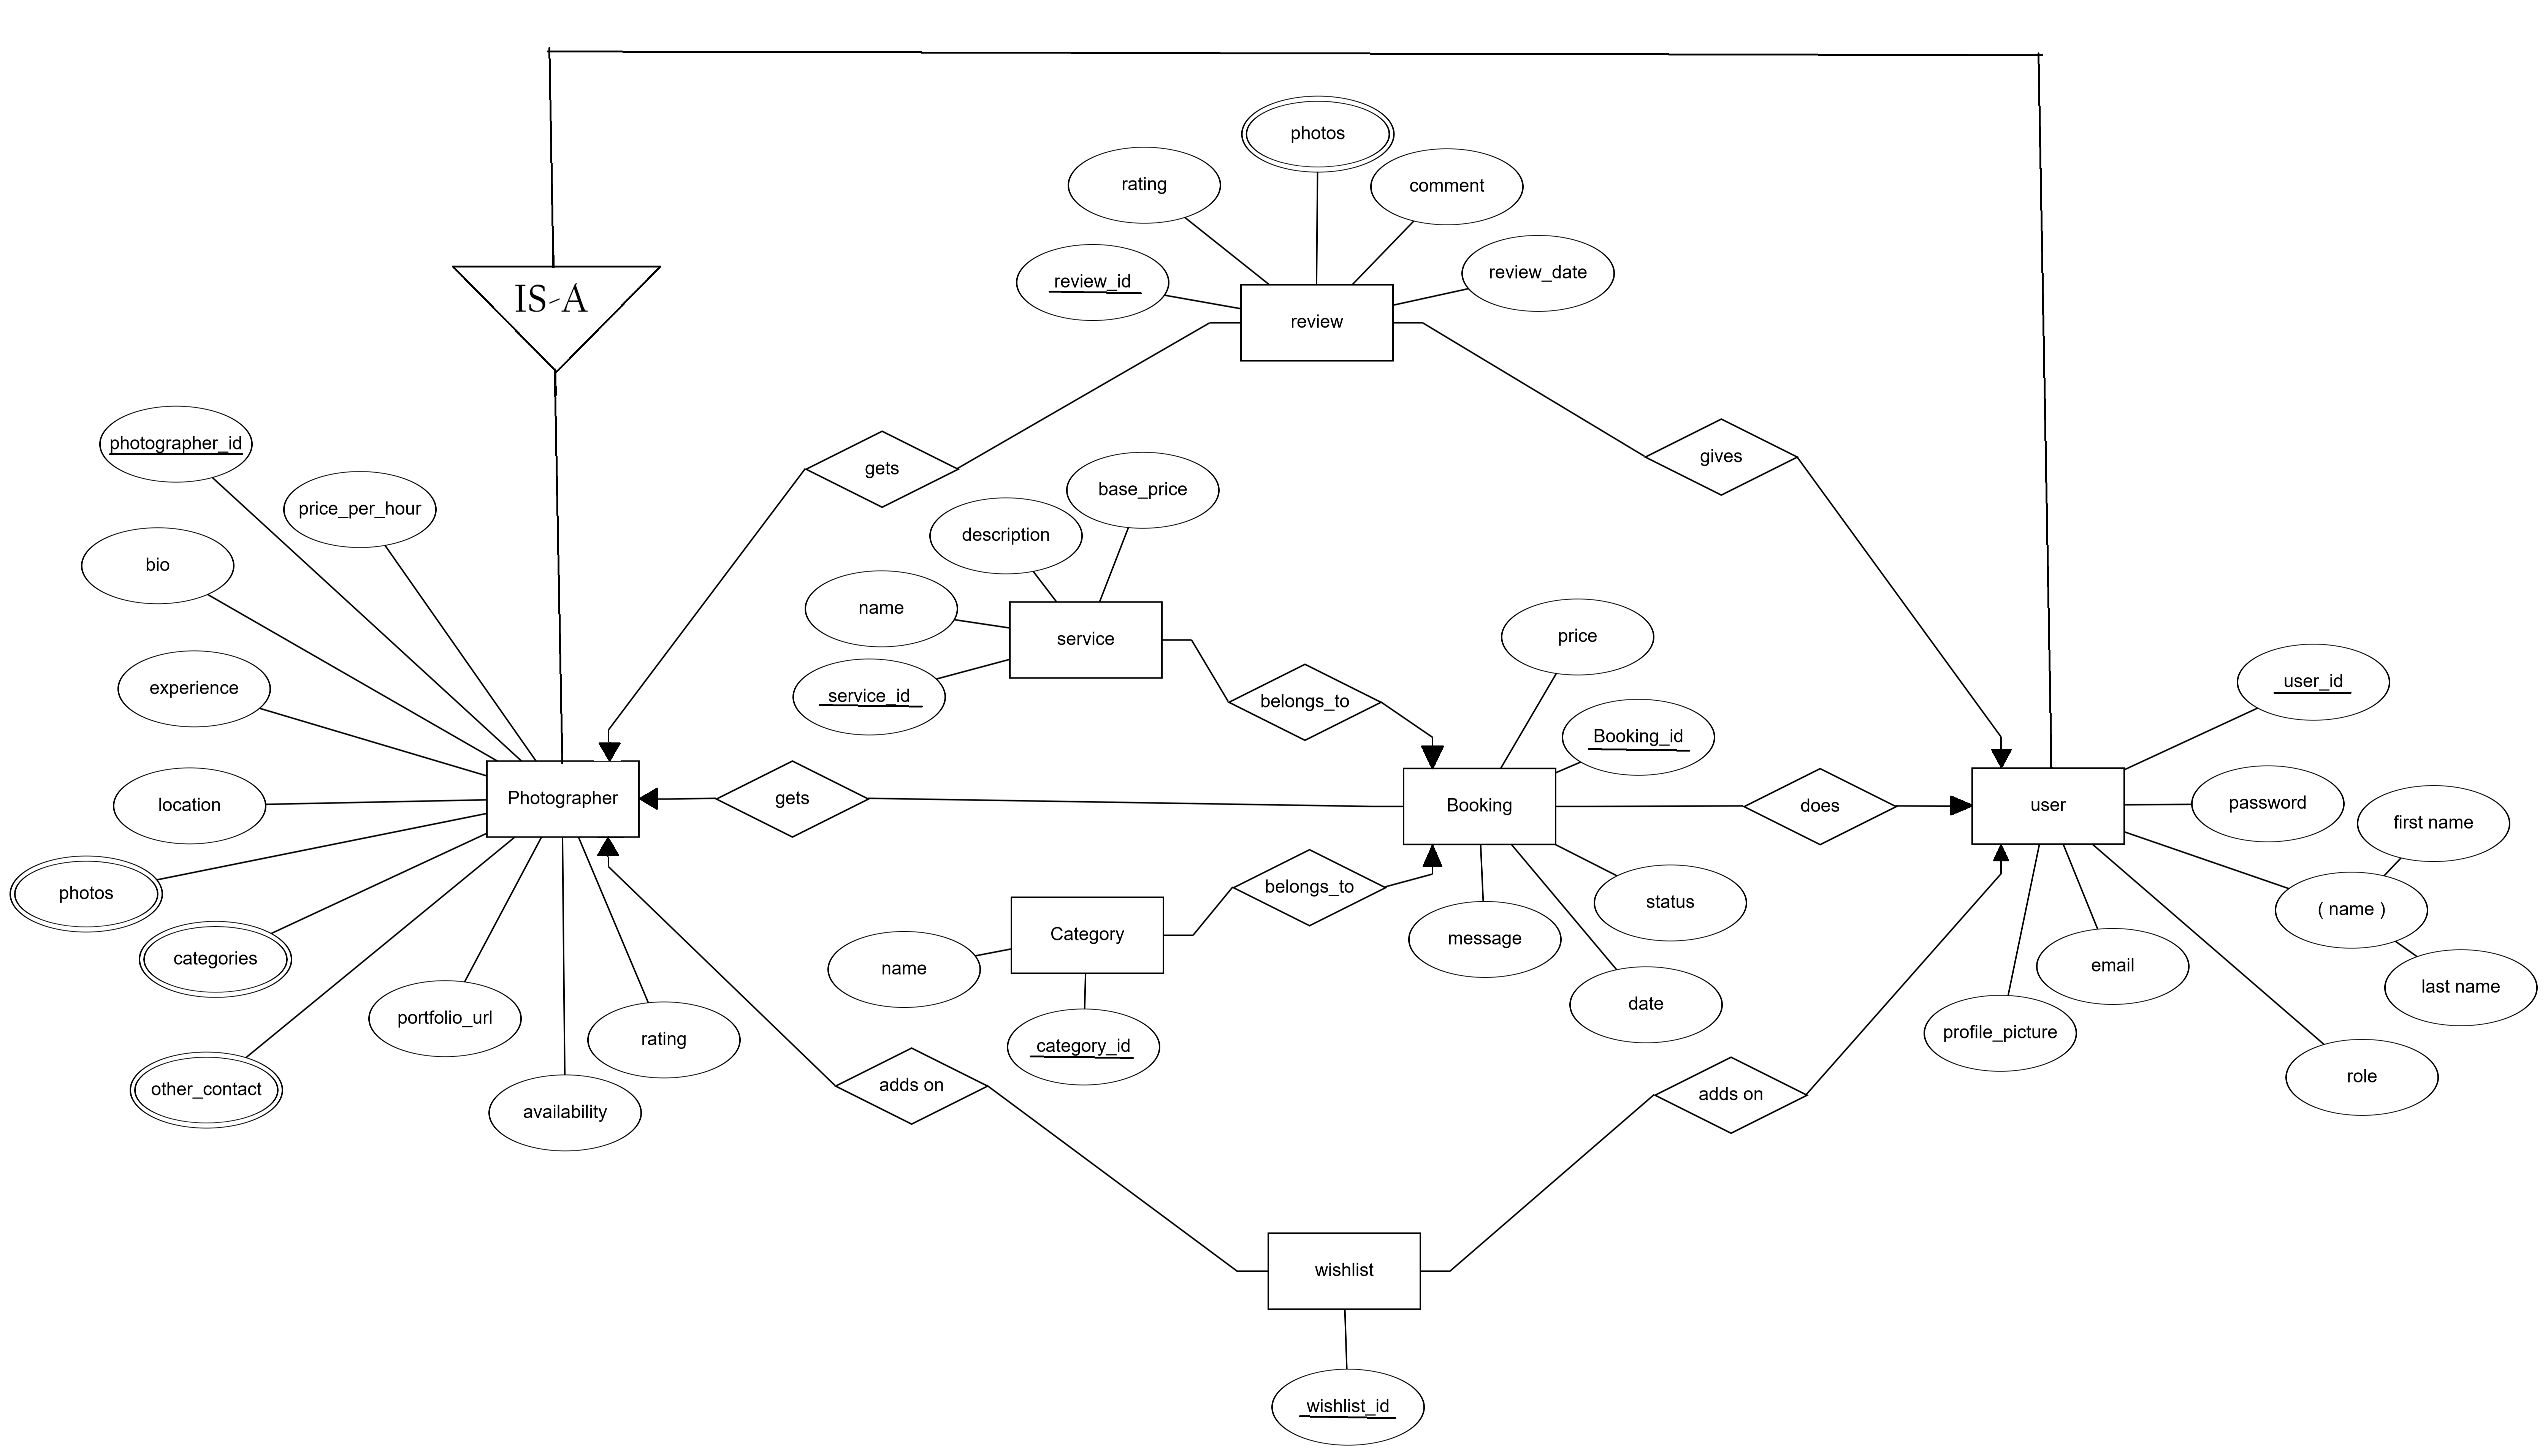 photos
rating
comment
review_id
review_date
IS-A
review
photographer_id
price_per_hour
gets
gives
base_price
description
bio
name
service
price
experience
service_id
belongs_to
user_id
Booking_id
location
Photographer
gets
Booking
does
user
password
first name
photos
categories
Category
belongs_to
message
status
( name )
name
email
last name
portfolio_url
rating
category_id
date
profile_picture
other_contact
availability
adds on
adds on
role
wishlist
wishlist_id